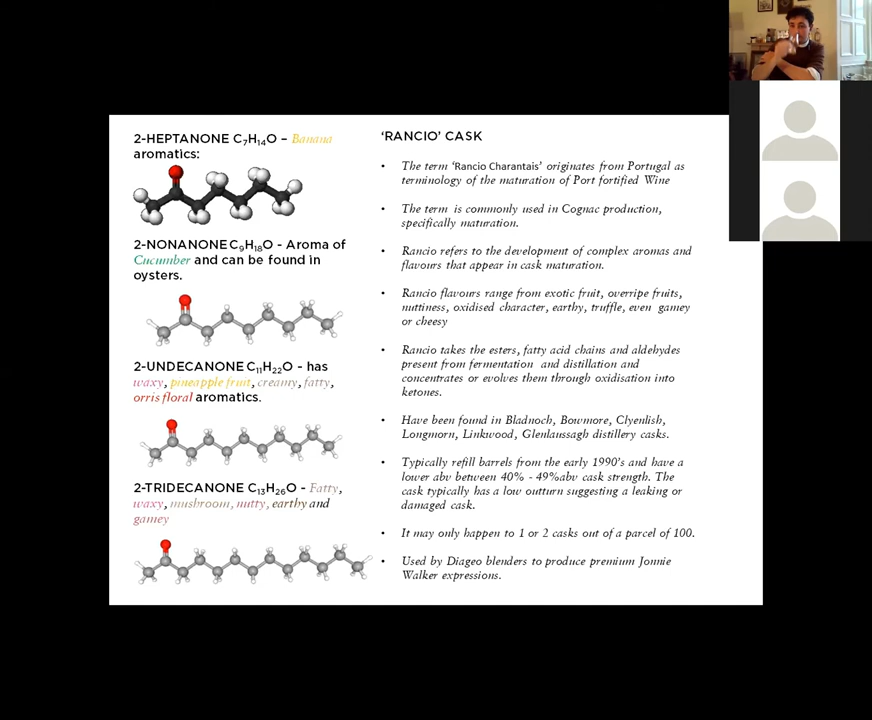 2-HEPTANONE C₇H₁₄O – Banana
aromatics:
2-NONANONE C₉H₁₈O - Aroma of
Cucumber and can be found in
oysters.
2-UNDECANONE C₁₁H₂₂O - has
waxy, pineapple fruit, creamy, fatty,
orris floral aromatics.
2-TRIDECANONE C₁₃H₂₆O - Fatty,
waxy, mushroom, nutty, earthy and
gamey
‘RANCIO’ CASK
• The term ‘Rancio Charantais’ originates from Portugal as
terminology of the maturation of Port fortified Wine
• The term is commonly used in Cognac production,
specifically maturation.
• Rancio refers to the development of complex aromas and
flavours that appear in cask maturation.
• Rancio flavours range from exotic fruit, overripe fruits,
nuttiness, oxidised character, earthy, truffle, even gamey
or cheesy
• Rancio takes the esters, fatty acid chains and aldehydes
present from fermentation and distillation and
concentrates or evolves them through oxidisation into
ketones.
• Have been found in Bladnoch, Bowmore, Clyenlish,
Longmorn, Linkwood, Glenlaussagh distillery casks.
• Typically refill barrels from the early 1990’s and have a
lower abv between 40% - 49%abv cask strength. The
cask typically has a low outturn suggesting a leaking or
damaged cask.
• It may only happen to 1 or 2 casks out of a parcel of 100.
• Used by Diageo blenders to produce premium Jonnie
Walker expressions.